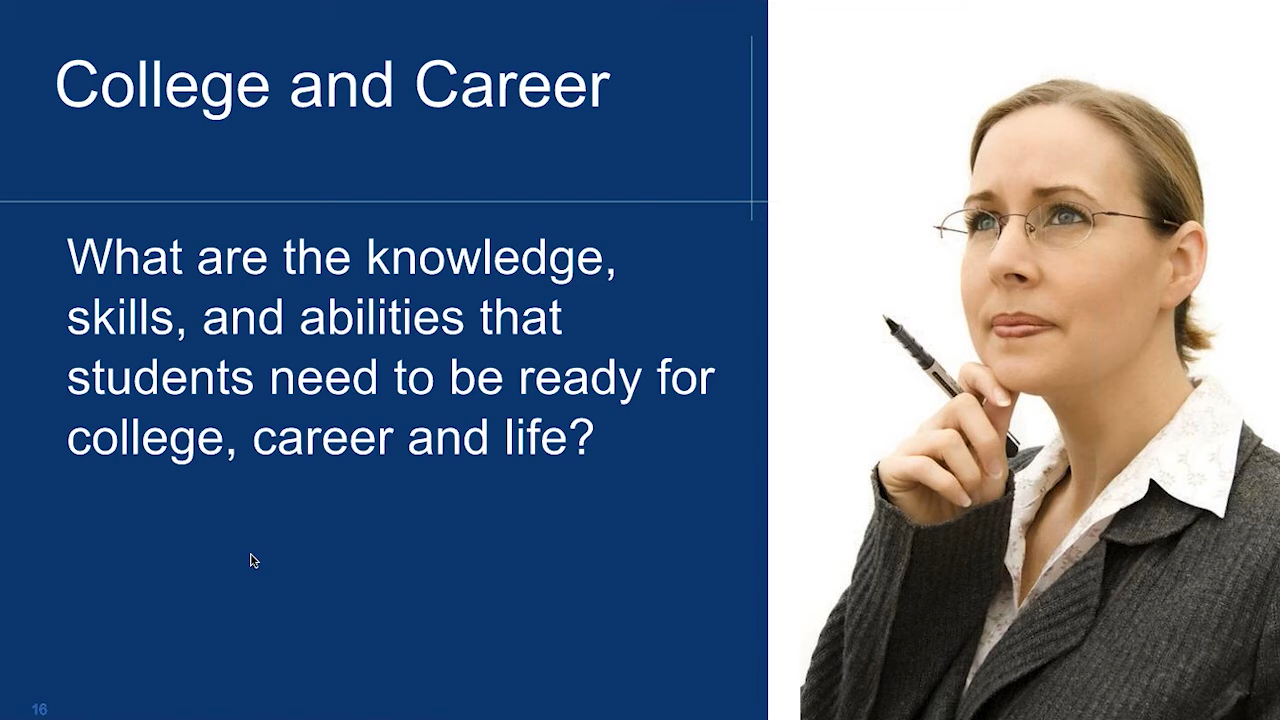 College and Career
What are the knowledge,
skills, and abilities that
students need to be ready for
college, career and life?
16